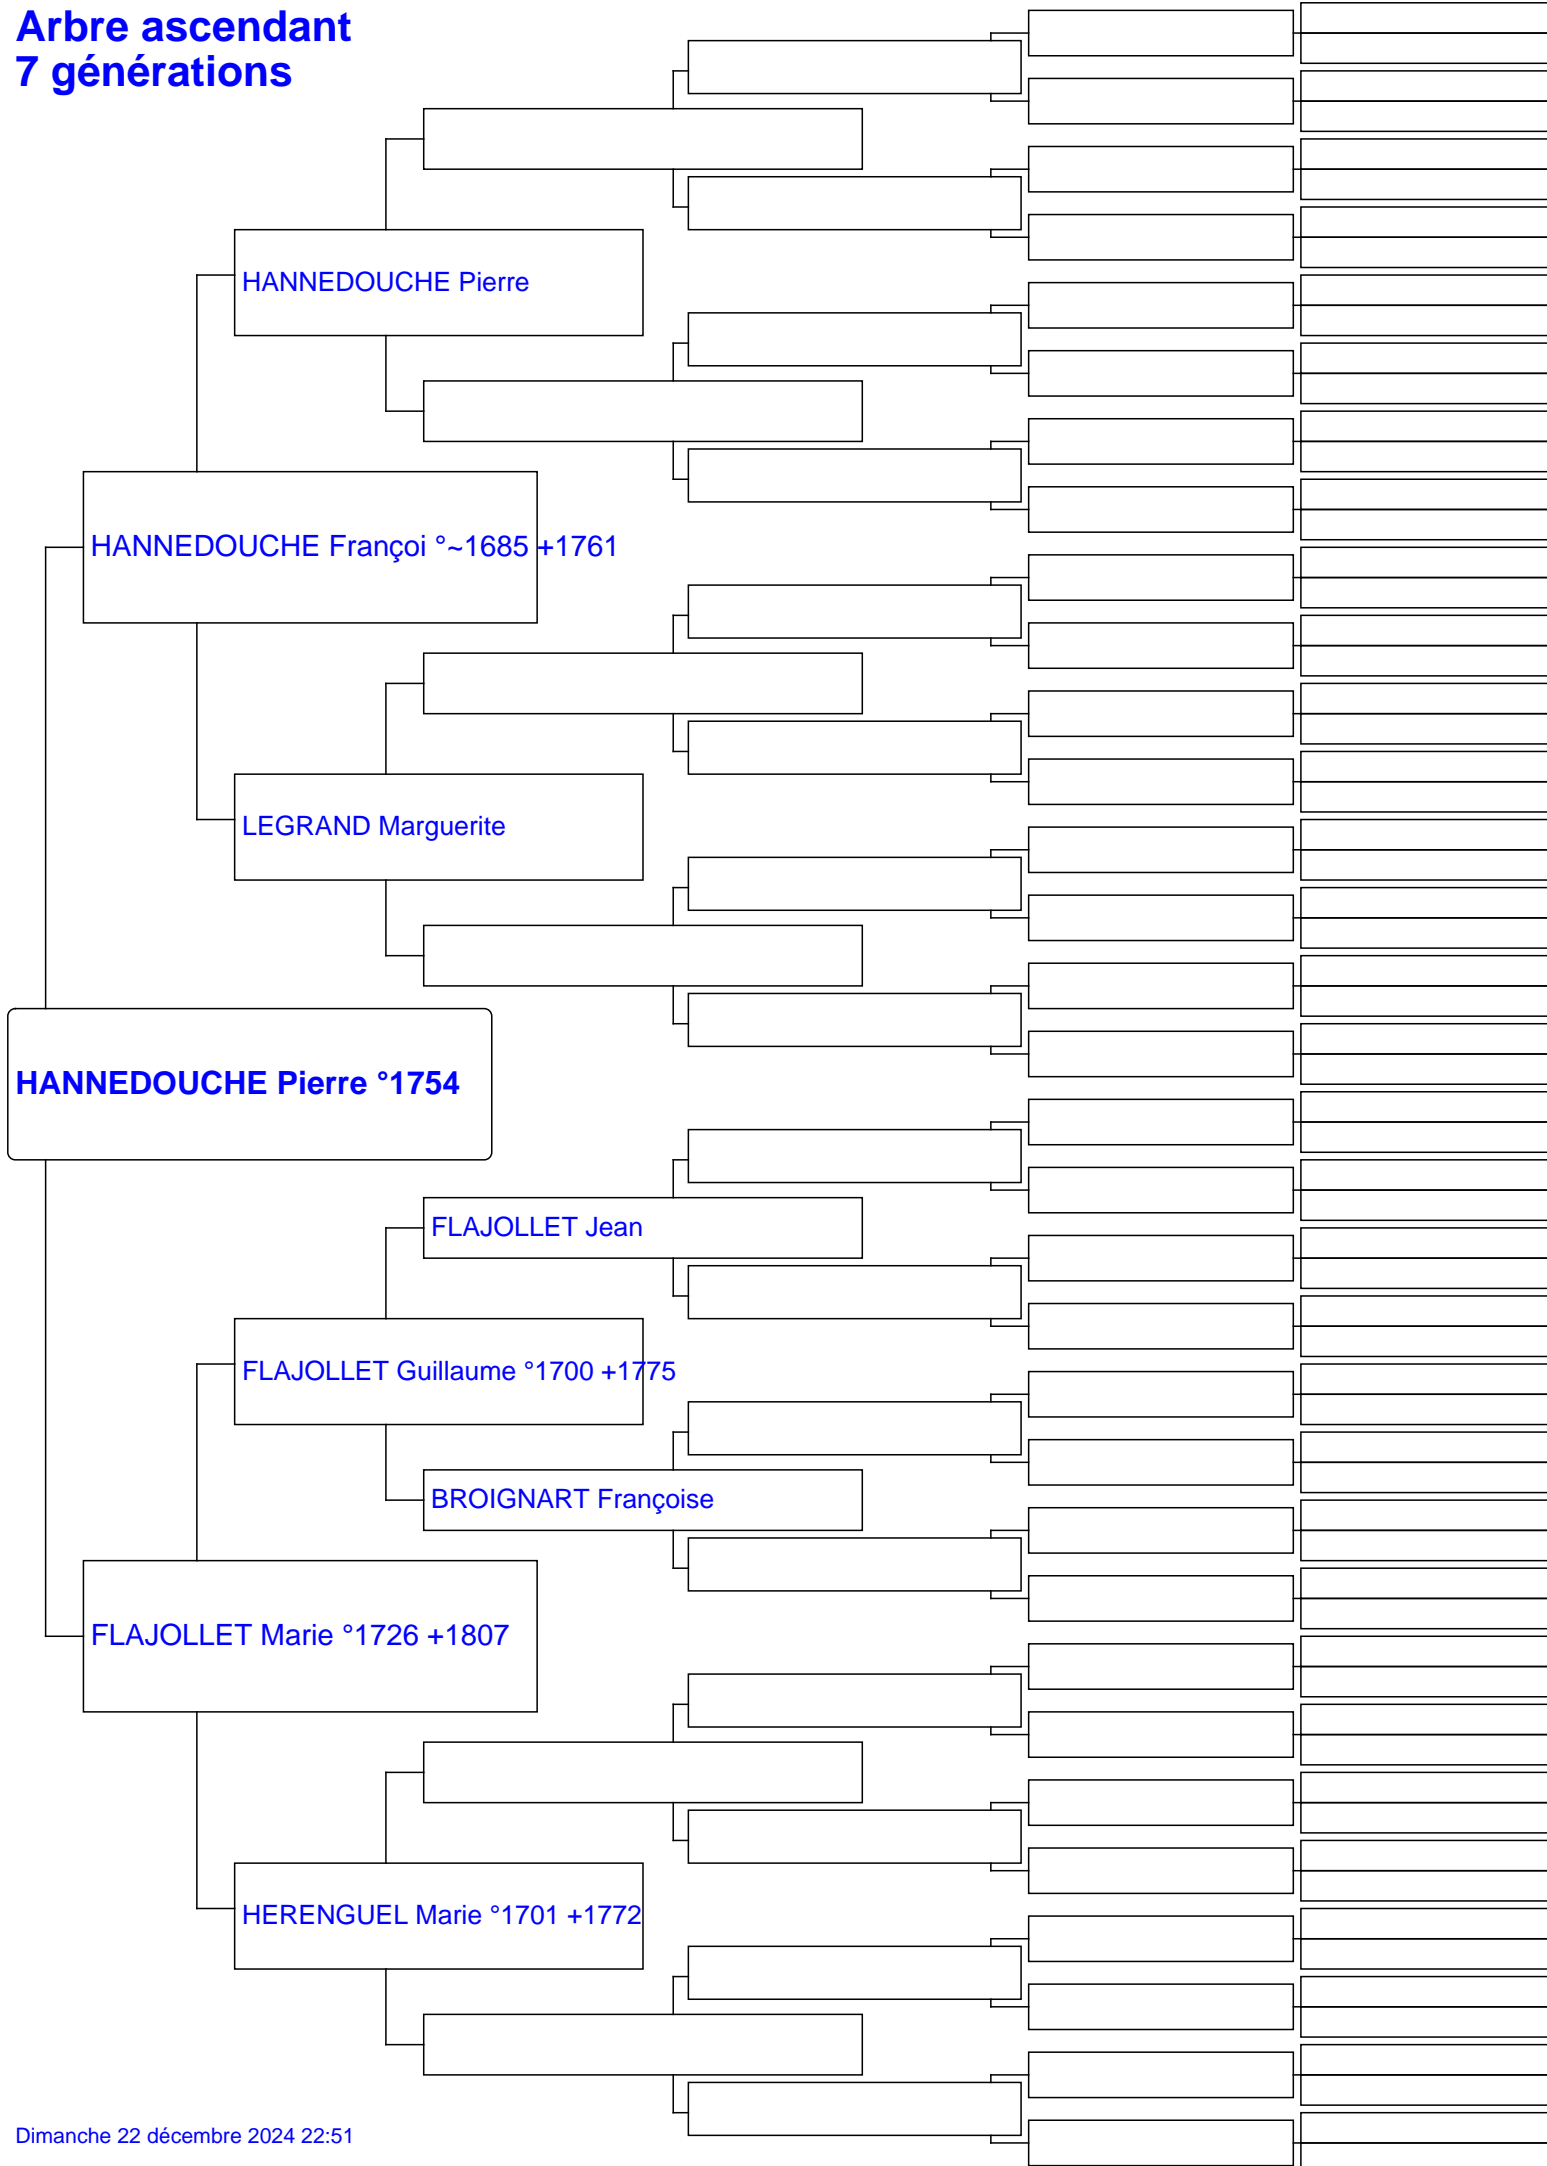 Arbre ascendant
7 générations
HANNEDOUCHE Pierre
HANNEDOUCHE Françoi °~1685 +1761
LEGRAND Marguerite
HANNEDOUCHE Pierre °1754
FLAJOLLET Jean
FLAJOLLET Guillaume °1700 +1775
BROIGNART Françoise
FLAJOLLET Marie °1726 +1807
HERENGUEL Marie °1701 +1772
Dimanche 22 décembre 2024 22:51